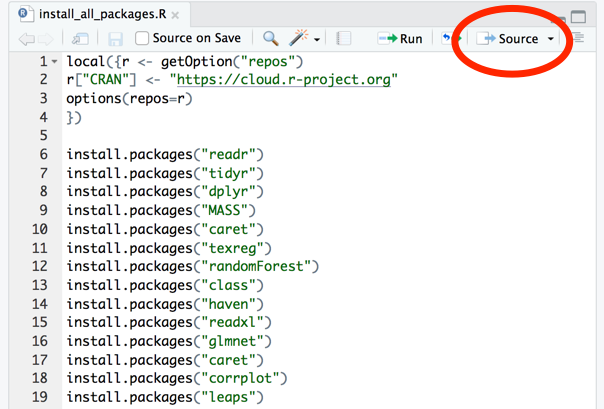 install_all_packages.R
Source on Save Run Source
1 local({r <- getOption("repos")
2 r["CRAN"] <- "https://cloud.r-project.org"
3 options(repos=r)
4 })
5
6 install.packages("readr")
7 install.packages("tidyr")
8 install.packages("dplyr")
9 install.packages("MASS")
10 install.packages("caret")
11 install.packages("texreg")
12 install.packages("randomForest")
13 install.packages("class")
14 install.packages("haven")
15 install.packages("readxl")
16 install.packages("glmnet")
17 install.packages("caret")
18 install.packages("corrplot")
19 install.packages("leaps")